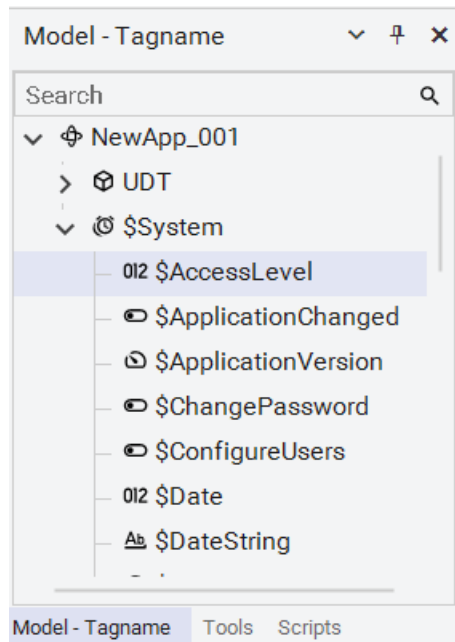 Model - Tagname
Search
NewApp_001
UDT
$System
012 $AccessLevel
$ApplicationChanged
$ApplicationVersion
$ChangePassword
$ConfigureUsers
012 $Date
Ab $DateString
Model - Tagname Tools Scripts